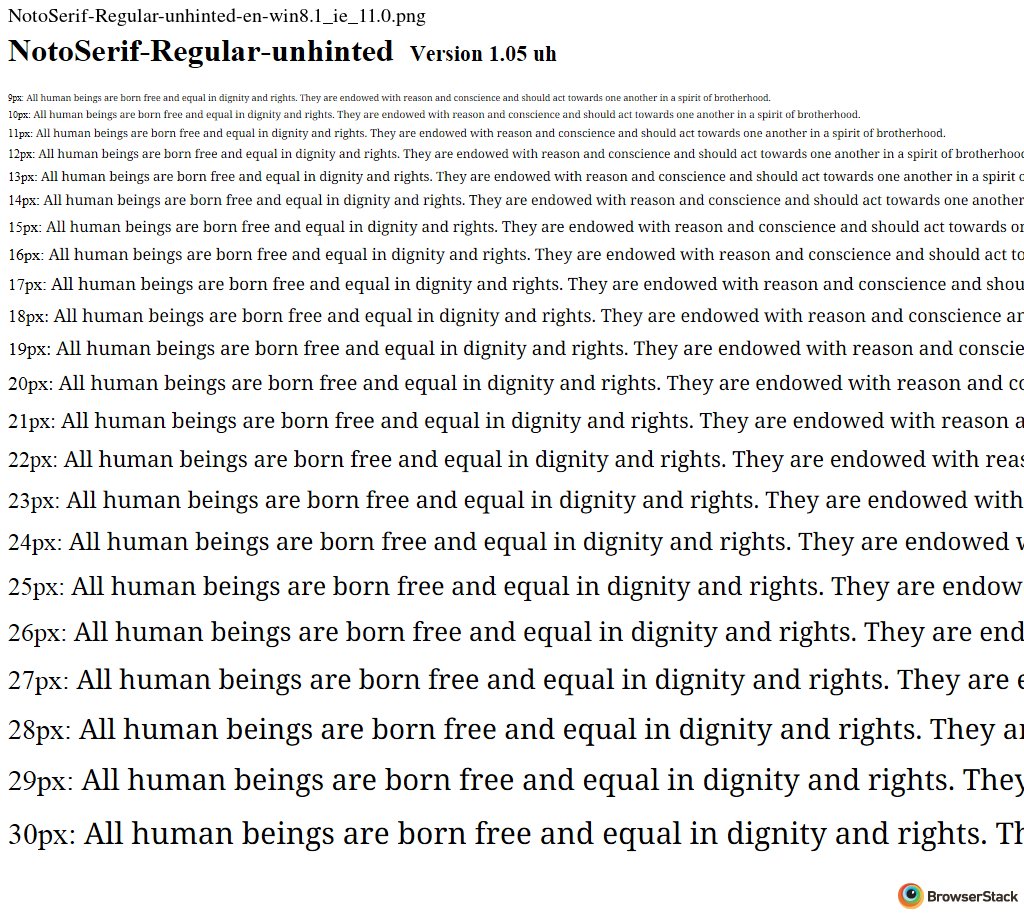 NotoSerif-Regular-unhinted-en-win8.1_ie_11.0.png
NotoSerif-Regular-unhinted Version 1.05 uh
9px: All human beings are born free and equal in dignity and rights. They are endowed with reason and conscience and should act towards one another in a spirit of brotherhood.
10px: All human beings are born free and equal in dignity and rights. They are endowed with reason and conscience and should act towards one another in a spirit of brotherhood.
11px: All human beings are born free and equal in dignity and rights. They are endowed with reason and conscience and should act towards one another in a spirit of brotherhood.
12px: All human beings are born free and equal in dignity and rights. They are endowed with reason and conscience and should act towards one another in a spirit of brotherhoo
13px: All human beings are born free and equal in dignity and rights. They are endowed with reason and conscience and should act towards one another in a spirit
14px: All human beings are born free and equal in dignity and rights. They are endowed with reason and conscience and should act towards one another
15px: All human beings are born free and equal in dignity and rights. They are endowed with reason and conscience and should act towards
16px: All human beings are born free and equal in dignity and rights. They are endowed with reason and conscience and should act to
17px: All human beings are born free and equal in dignity and rights. They are endowed with reason and conscience and shou
18px: All human beings are born free and equal in dignity and rights. They are endowed with reason and conscience
19px: All human beings are born free and equal in dignity and rights. They are endowed with reason and conscie
20px: All human beings are born free and equal in dignity and rights. They are endowed with reason and
21px: All human beings are born free and equal in dignity and rights. They are endowed with reason a
22px: All human beings are born free and equal in dignity and rights. They are endowed with reas
23px: All human beings are born free and equal in dignity and rights. They are endowed with
24px: All human beings are born free and equal in dignity and rights. They are endowed
25px: All human beings are born free and equal in dignity and rights. They are endow
26px: All human beings are born free and equal in dignity and rights. They are end
27px: All human beings are born free and equal in dignity and rights. They are
28px: All human beings are born free and equal in dignity and rights. They
29px: All human beings are born free and equal in dignity and rights. They
30px: All human beings are born free and equal in dignity and rights. Th
BrowserStack